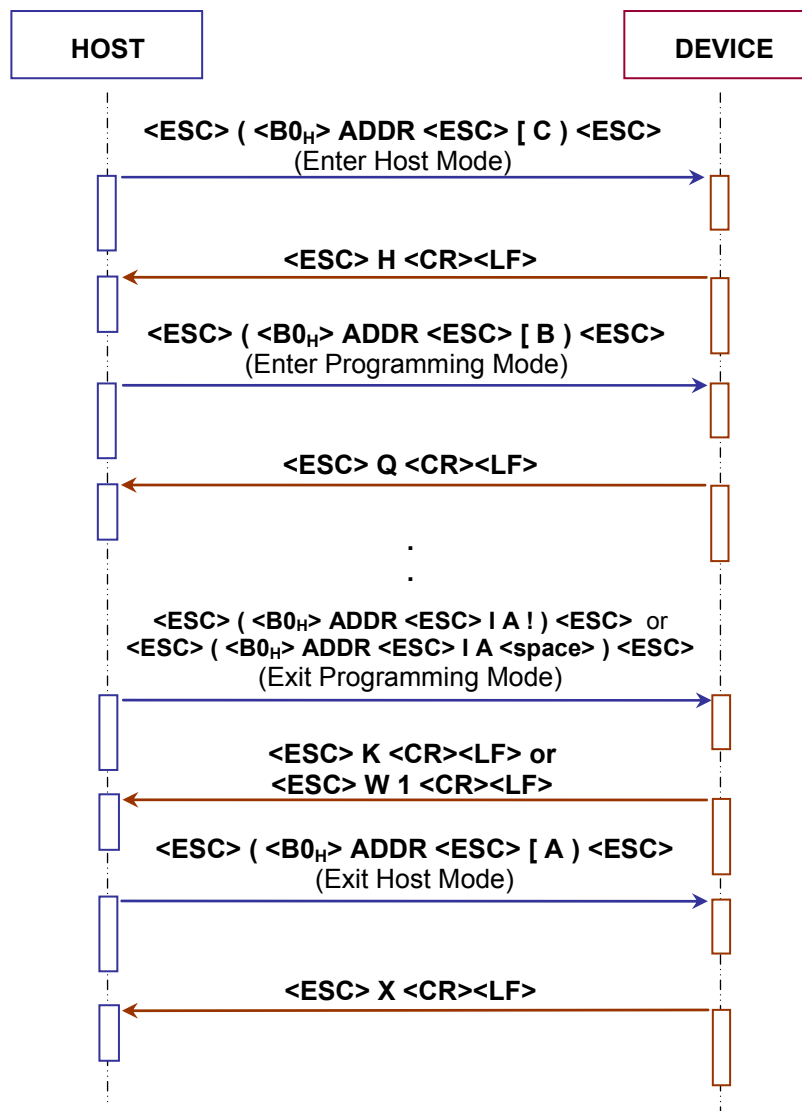 HOST
DEVICE
<ESC> ( <B0H> ADDR <ESC> [ C ) <ESC>
(Enter Host Mode)
<ESC> H <CR><LF>
<ESC> ( <B0H> ADDR <ESC> [ B ) <ESC>
(Enter Programming Mode)
<ESC> Q <CR><LF>
.
.
<ESC> ( <B0H> ADDR <ESC> I A ! ) <ESC> or
<ESC> ( <B0H> ADDR <ESC> I A <space> ) <ESC>
(Exit Programming Mode)
<ESC> K <CR><LF> or
<ESC> W 1 <CR><LF>
<ESC> ( <B0H> ADDR <ESC> [ A ) <ESC>
(Exit Host Mode)
<ESC> X <CR><LF>